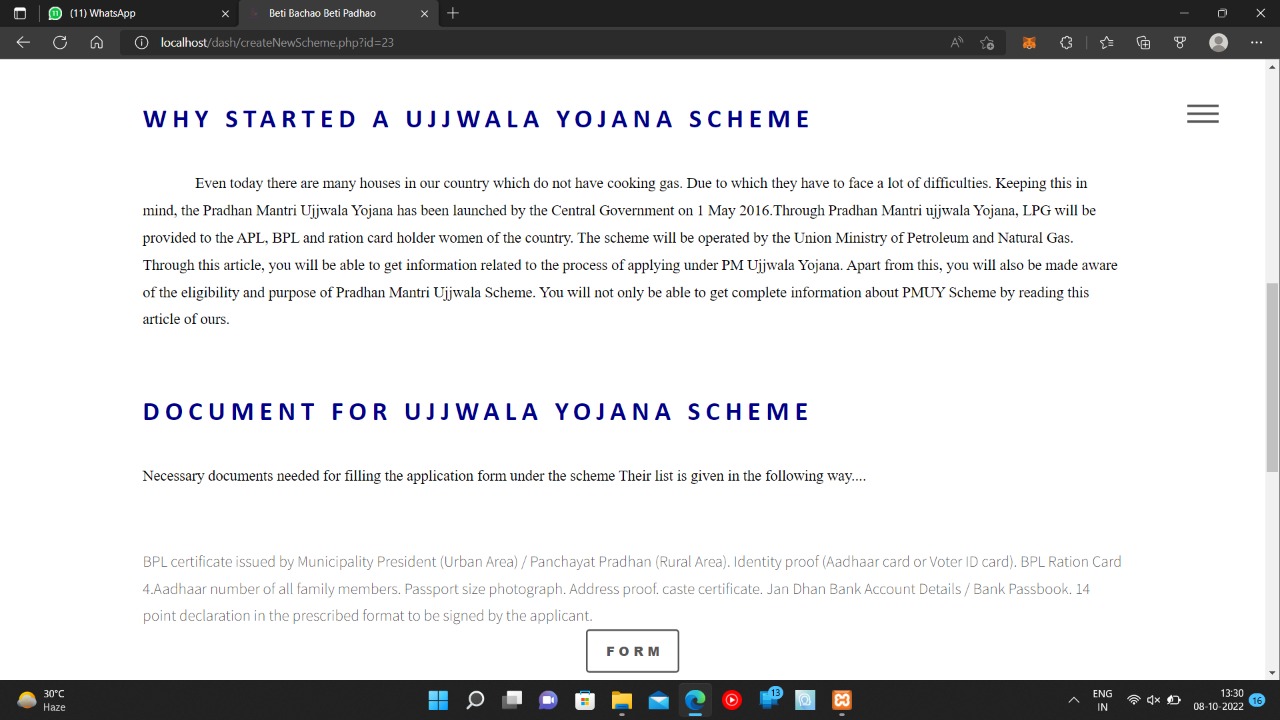 (11) WhatsApp
Beti Bachao Beti Padhao
localhost/dash/createNewScheme.php?id=23
WHY STARTED A UJJWALA YOJANA SCHEME
Even today there are many houses in our country which do not have cooking gas. Due to which they have to face a lot of difficulties. Keeping this in
mind, the Pradhan Mantri Ujjwala Yojana has been launched by the Central Government on 1 May 2016.Through Pradhan Mantri ujjwala Yojana, LPG will be
provided to the APL, BPL and ration card holder women of the country. The scheme will be operated by the Union Ministry of Petroleum and Natural Gas.
Through this article, you will be able to get information related to the process of applying under PM Ujjwala Yojana. Apart from this, you will also be made aware
of the eligibility and purpose of Pradhan Mantri Ujjwala Scheme. You will not only be able to get complete information about PMUY Scheme by reading this
article of ours.
DOCUMENT FOR UJJWALA YOJANA SCHEME
Necessary documents needed for filling the application form under the scheme Their list is given in the following way....
BPL certificate issued by Municipality President (Urban Area) / Panchayat Pradhan (Rural Area). Identity proof (Aadhaar card or Voter ID card). BPL Ration Card
4.Aadhaar number of all family members. Passport size photograph. Address proof. caste certificate. Jan Dhan Bank Account Details / Bank Passbook. 14
point declaration in the prescribed format to be signed by the applicant.
FORM
30°C
Haze
13
ENG
IN
13:30
08-10-2022
16